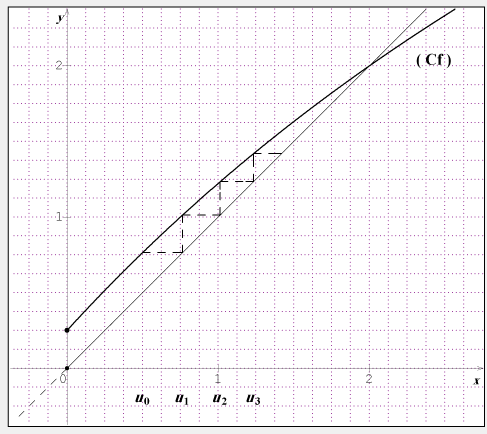 y
2
( Cf )
1
0 1 2 x
u₀ u₁ u₂ u₃